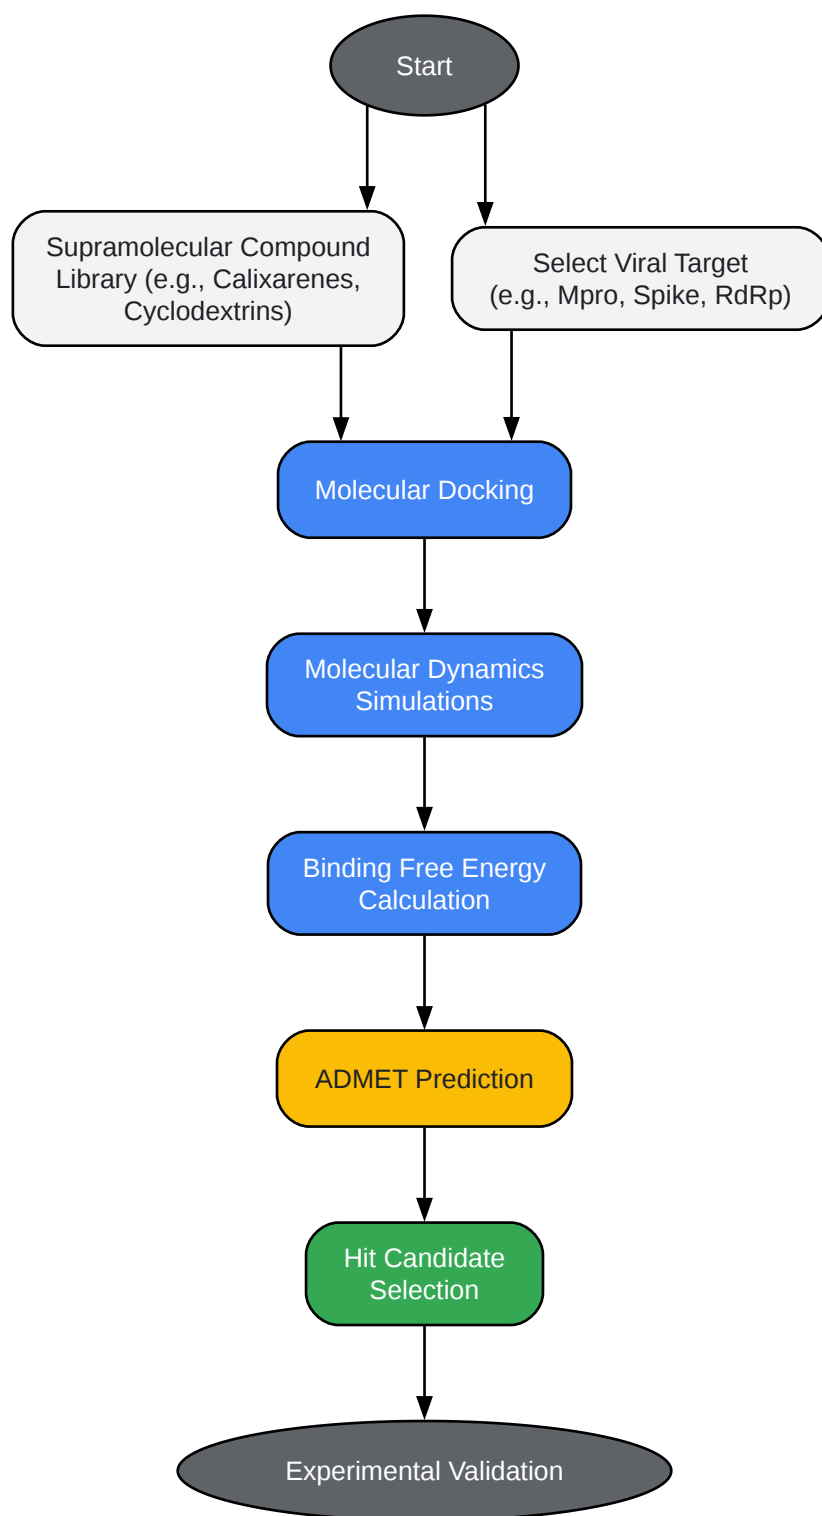 Start
Supramolecular Compound
Library (e.g., Calixarenes,
Cyclodextrins)
Select Viral Target
(e.g., Mpro, Spike, RdRp)
Molecular Docking
Molecular Dynamics
Simulations
Binding Free Energy
Calculation
ADMET Prediction
Hit Candidate
Selection
Experimental Validation